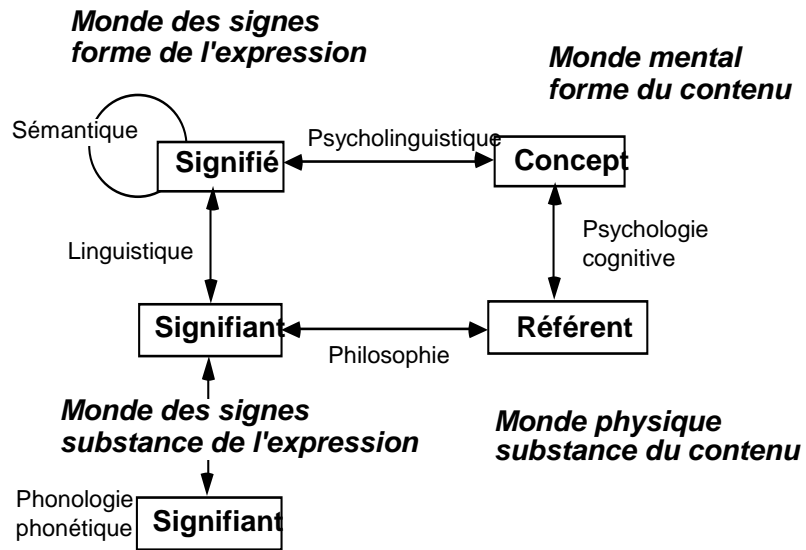 Monde des signes
forme de l'expression
Monde mental
forme du contenu
Sémantique
Psycholinguistique
Signifié
Concept
Linguistique
Psychologie
cognitive
Signifiant
Référent
Philosophie
Monde des signes
substance de l'expression
Monde physique
substance du contenu
Phonologie
phonétique
Signifiant